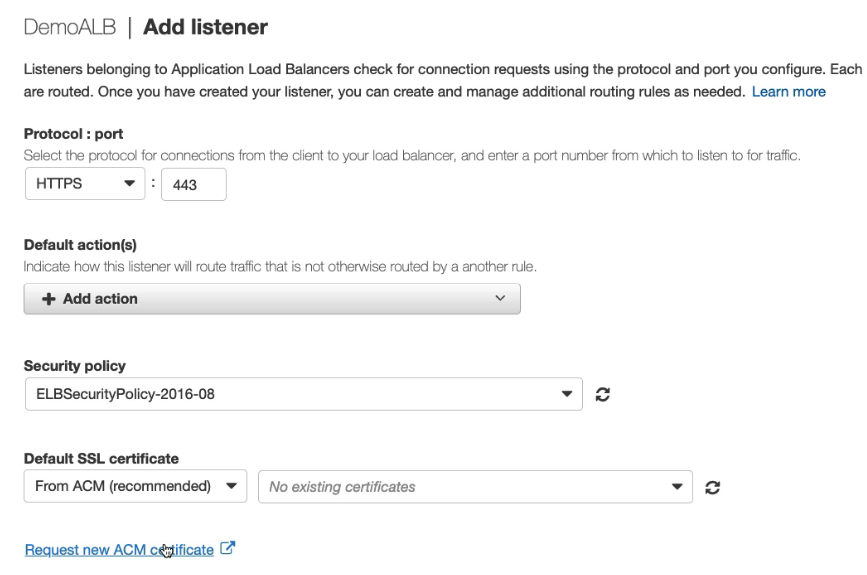 DemoALB | Add listener
Listeners belonging to Application Load Balancers check for connection requests using the protocol and port you configure. Each
are routed. Once you have created your listener, you can create and manage additional routing rules as needed. Learn more
Protocol : port
Select the protocol for connections from the client to your load balancer, and enter a port number from which to listen to for traffic.
HTTPS : 443
Default action(s)
Indicate how this listener will route traffic that is not otherwise routed by a another rule.
Add action
Security policy
ELBSecurityPolicy-2016-08
Default SSL certificate
From ACM (recommended) No existing certificates
Request new ACM certificate